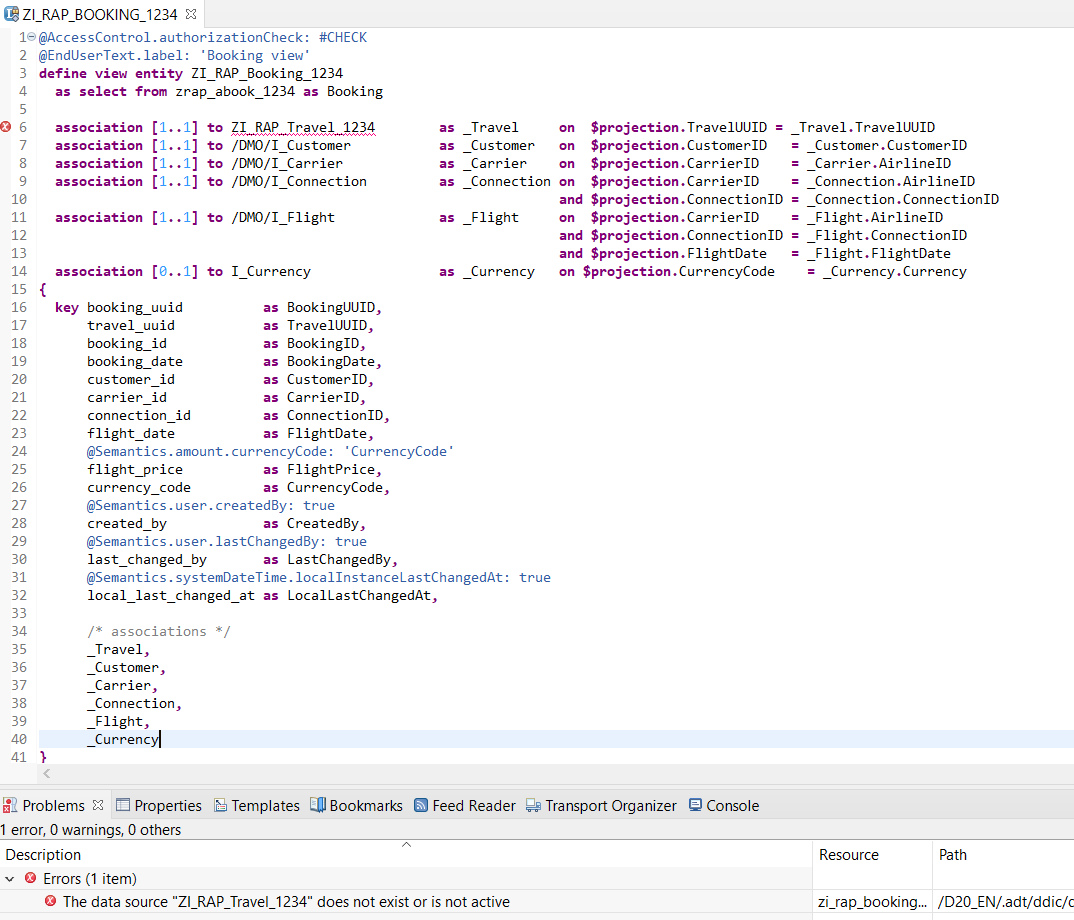 ZI_RAP_BOOKING_1234
1 @AccessControl.authorizationCheck: #CHECK
2 @EndUserText.label: 'Booking view'
3 define view entity ZI_RAP_Booking_1234
4 as select from zrap_abook_1234 as Booking
5
6 association [1..1] to ZI_RAP_Travel_1234 as _Travel on $projection.TravelUUID = _Travel.TravelUUID
7 association [1..1] to /DMO/I_Customer as _Customer on $projection.CustomerID = _Customer.CustomerID
8 association [1..1] to /DMO/I_Carrier as _Carrier on $projection.CarrierID = _Carrier.AirlineID
9 association [1..1] to /DMO/I_Connection as _Connection on $projection.CarrierID = _Connection.AirlineID
10 and $projection.ConnectionID = _Connection.ConnectionID
11 association [1..1] to /DMO/I_Flight as _Flight on $projection.CarrierID = _Flight.AirlineID
12 and $projection.ConnectionID = _Flight.ConnectionID
13 and $projection.FlightDate = _Flight.FlightDate
14 association [0..1] to I_Currency as _Currency on $projection.CurrencyCode = _Currency.Currency
15 {
16 key booking_uuid as BookingUUID,
17 travel_uuid as TravelUUID,
18 booking_id as BookingID,
19 booking_date as BookingDate,
20 customer_id as CustomerID,
21 carrier_id as CarrierID,
22 connection_id as ConnectionID,
23 flight_date as FlightDate,
24 @Semantics.amount.currencyCode: 'CurrencyCode'
25 flight_price as FlightPrice,
26 currency_code as CurrencyCode,
27 @Semantics.user.createdBy: true
28 created_by as CreatedBy,
29 @Semantics.user.lastChangedBy: true
30 last_changed_by as LastChangedBy,
31 @Semantics.systemDateTime.localInstanceLastChangedAt: true
32 local_last_changed_at as LocalLastChangedAt,
33
34 /* associations */
35 _Travel,
36 _Customer,
37 _Carrier,
38 _Connection,
39 _Flight,
40 _Currency
41 }
Problems Properties Templates Bookmarks Feed Reader Transport Organizer Console
1 error, 0 warnings, 0 others
Description Resource Path
Errors (1 item)
The data source "ZI_RAP_Travel_1234" does not exist or is not active zi_rap_booking... /D20_EN/.adt/ddic/